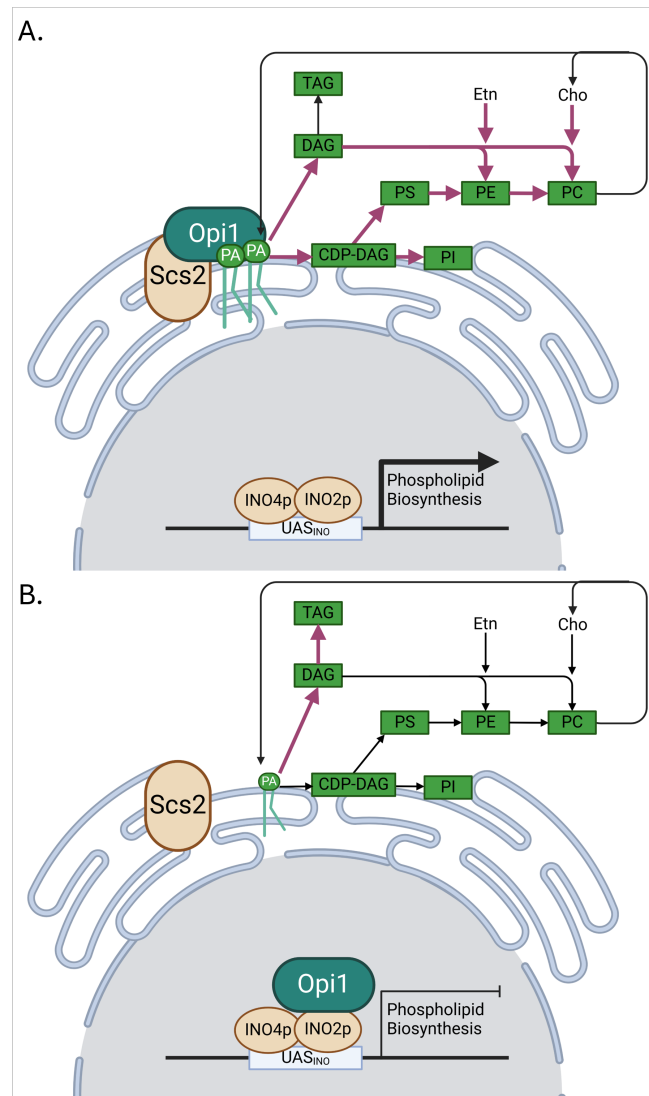 A.
TAG
Etn
Cho
DAG
PS
PE
PC
Opi1
PA
PA
CDP-DAG
PI
Scs2
INO4p
INO2p
Phospholipid
Biosynthesis
UASINO
B.
TAG
Etn
Cho
DAG
PS
PE
PC
PA
CDP-DAG
PI
Scs2
Opi1
INO4p
INO2p
Phospholipid
Biosynthesis
UASINO